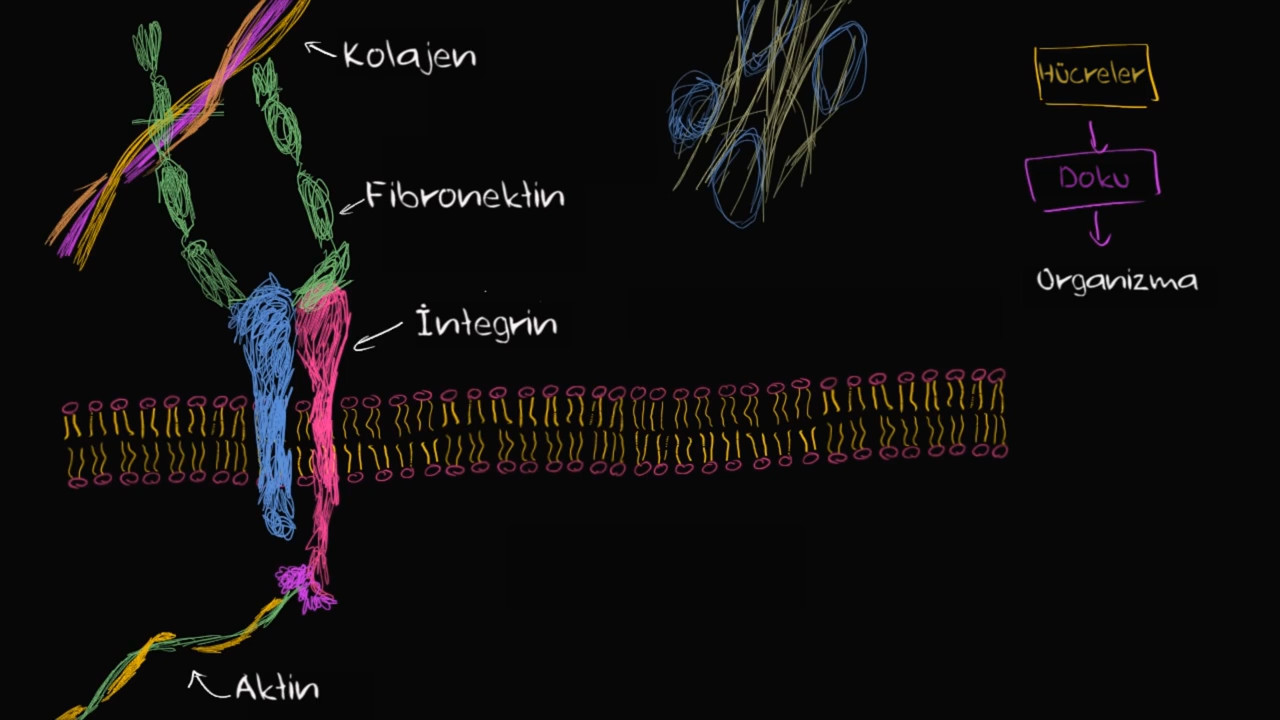 Kolajen
Fibronektin
İntegrin
Aktin
Hücreler
Doku
Organizma